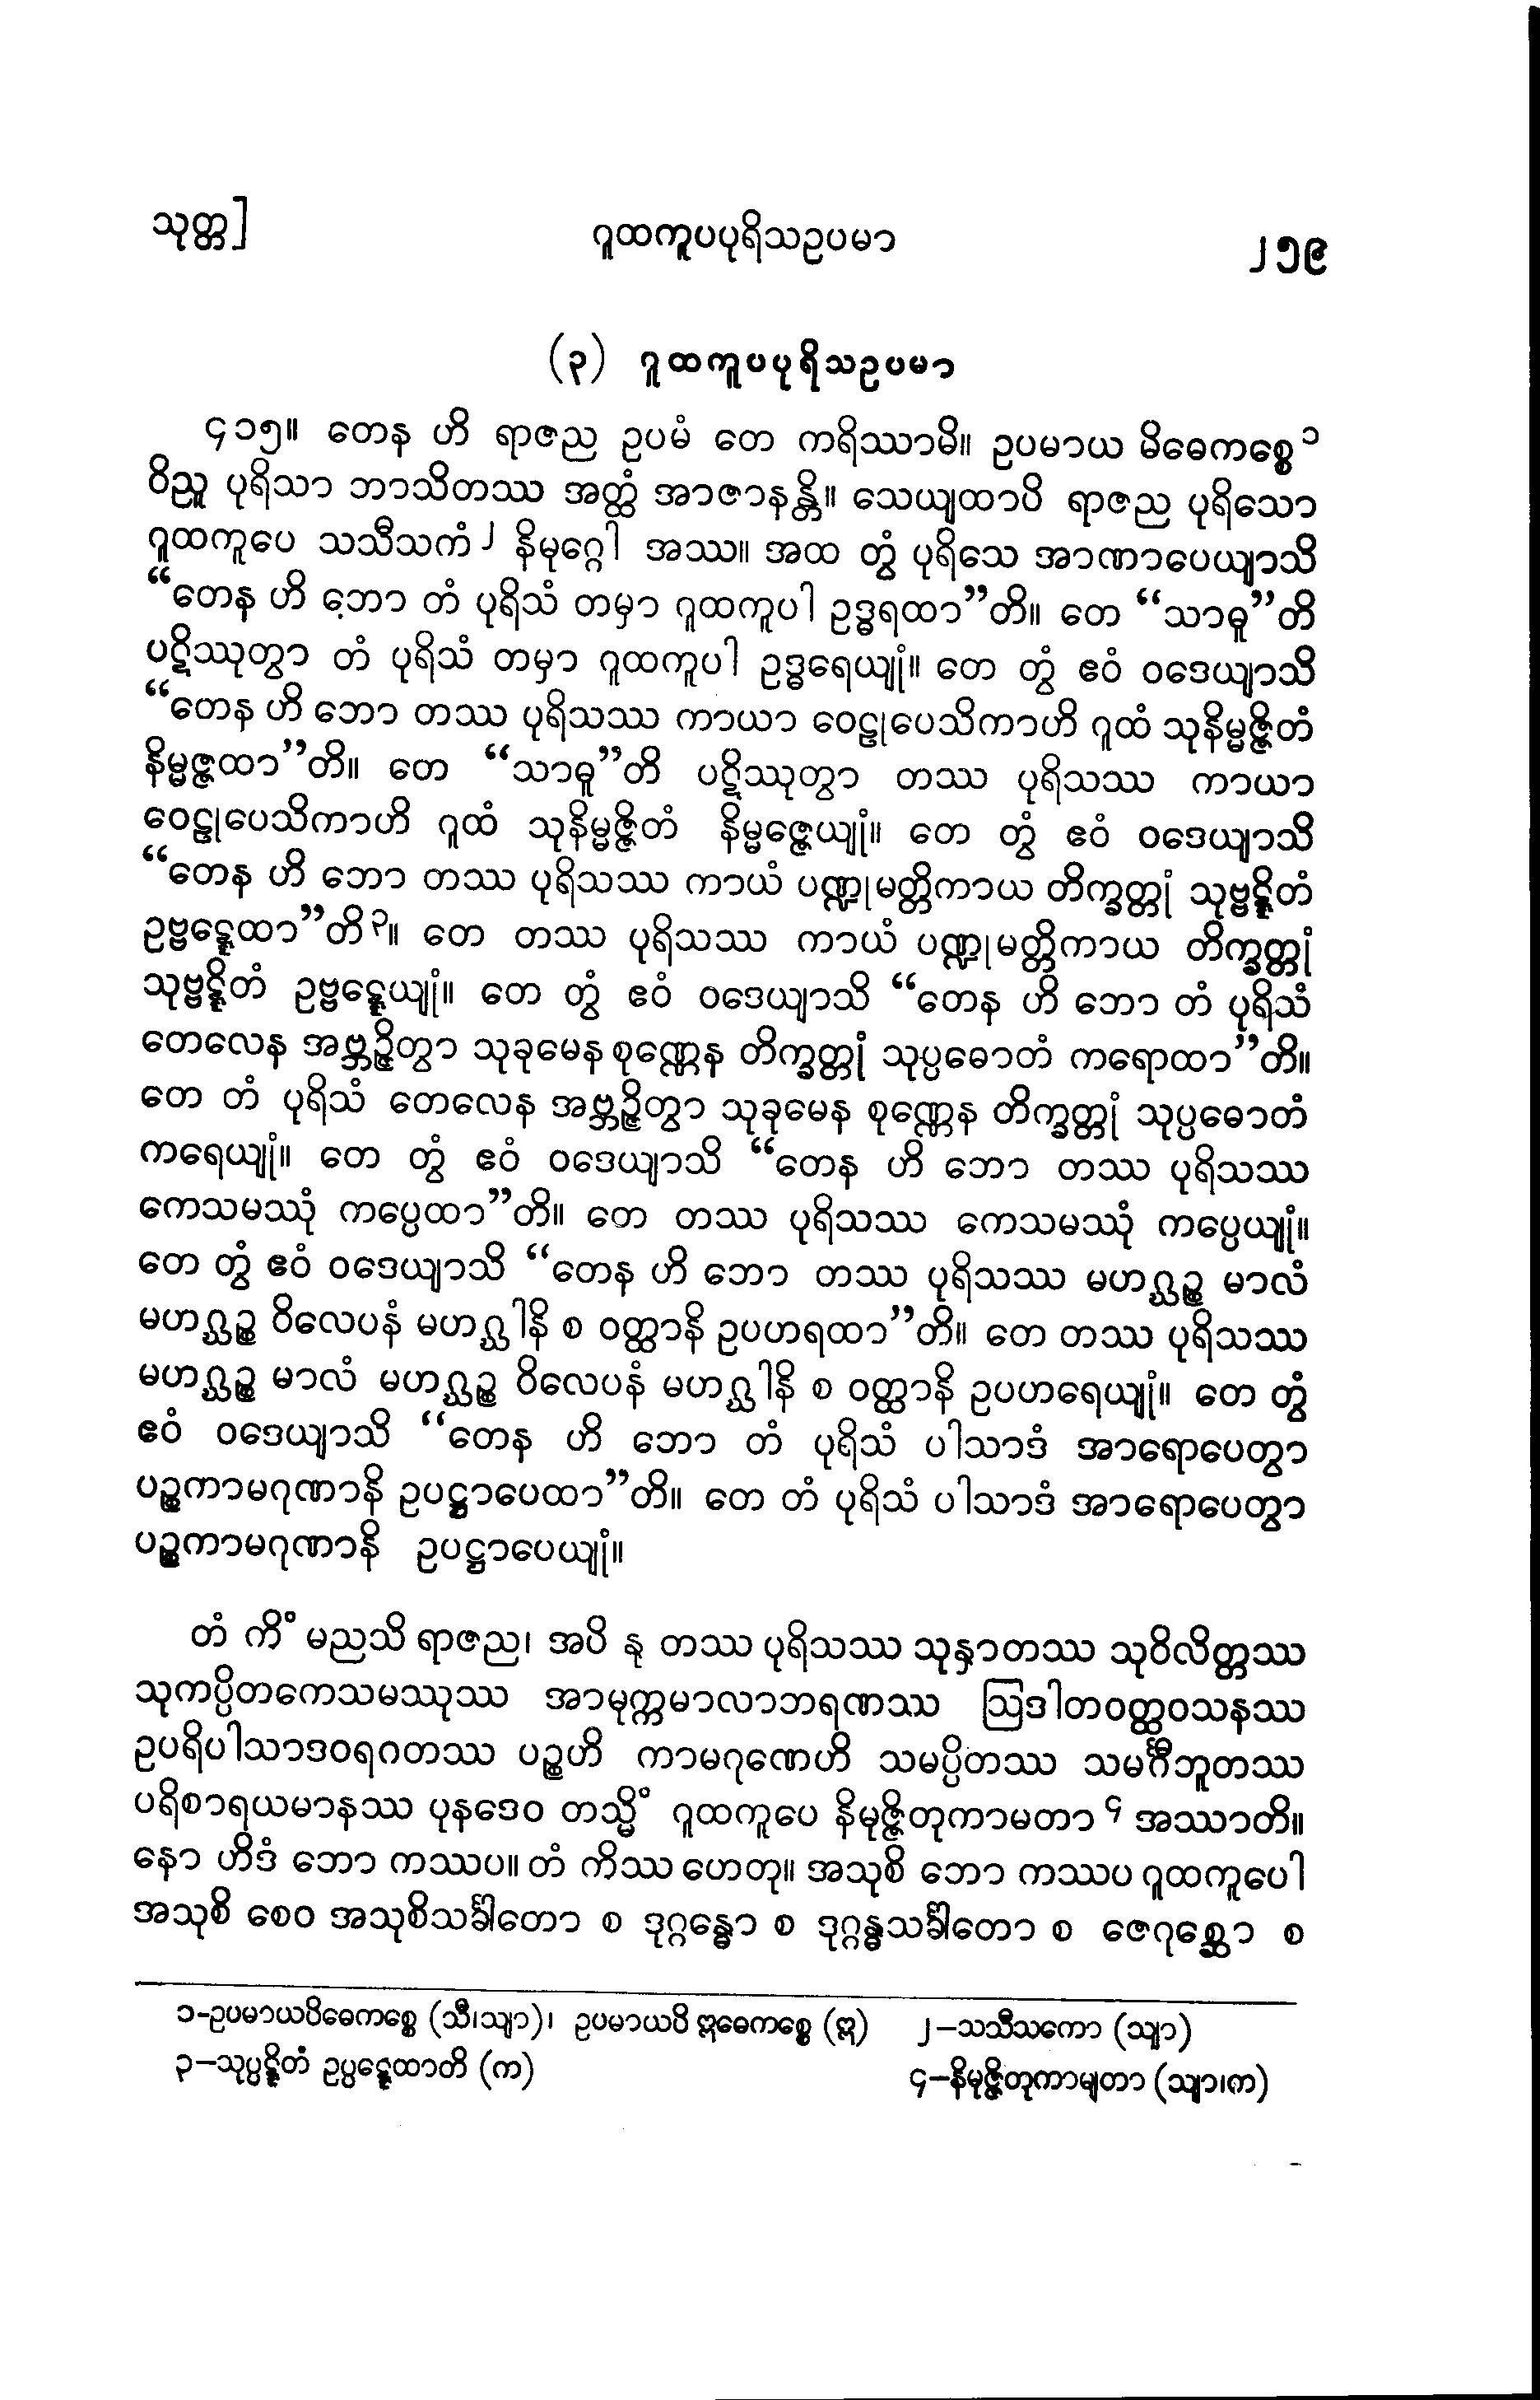 သုတ္တ]
ဂူထကူပပုရိသဥပမာ
၂၅၉
(၃) ဂူထကူပပုရိသဥပမာ
၄၁၅။ တေန ဟိ ရာဇည ဥပမံ တေ ကရိဿာမိ။ ဥပမာယ မိဓေကစ္စေ ၁
ဝိညူ ပုရိသာ ဘာသိတဿ အတ္ထံ အာဇာနန္တိ။ သေယျထာပိ ရာဇည ပုရိသော
ဂူထကူပေ သသီသကံ ၂ နိမုဂ္ဂေါ အဿ။ အထ တွံ ပုရိသေ အာဏာပေယျာသိ
“တေန ဟိ ဘော တံ ပုရိသံ တမှာ ဂူထကူပါ ဥဒ္ဓရထာ”တိ။ တေ “သာဓူ”တိ
ပဋိဿုတွာ တံ ပုရိသံ တမှာ ဂူထကူပါ ဥဒ္ဓရေယျုံ။ တေ တွံ ဧဝံ ဝဒေယျာသိ
“တေန ဟိ ဘော တဿ ပုရိသဿ ကာယာ ဝေဠုပေသိကာဟိ ဂူထံ သုနိမ္မဇ္ဇိတံ
နိမ္မဇ္ဇထာ”တိ။ တေ “သာဓူ”တိ ပဋိဿုတွာ တဿ ပုရိသဿ ကာယာ
ဝေဠုပေသိကာဟိ ဂူထံ သုနိမ္မဇ္ဇိတံ နိမ္မဇ္ဇေယျုံ။ တေ တွံ ဧဝံ ဝဒေယျာသိ
“တေန ဟိ ဘော တဿ ပုရိသဿ ကာယံ ပဏ္ဍုမတ္တိကာယ တိက္ခတ္တုံ သုဗ္ဗဋ္ဋိတံ
ဥဗ္ဗဋ္ဋေထာ”တိ ၃။ တေ တဿ ပုရိသဿ ကာယံ ပဏ္ဍုမတ္တိကာယ တိက္ခတ္တုံ
သုဗ္ဗဋ္ဋိတံ ဥဗ္ဗဋ္ဋေယျုံ။ တေ တွံ ဧဝံ ဝဒေယျာသိ “တေန ဟိ ဘော တံ ပုရိသံ
တေလေန အဗ္ဘဉ္ဇိတွာ သုခုမေန စုဏ္ဏေန တိက္ခတ္တုံ သုပ္ပဓောတံ ကရောထာ”တိ။
တေ တံ ပုရိသံ တေလေန အဗ္ဘဉ္ဇိတွာ သုခုမေန စုဏ္ဏေန တိက္ခတ္တုံ သုပ္ပဓောတံ
ကရေယျုံ။ တေ တွံ ဧဝံ ဝဒေယျာသိ “တေန ဟိ ဘော တဿ ပုရိသဿ
ကေသမဿုံ ကပ္ပေထာ”တိ။ တေ တဿ ပုရိသဿ ကေသမဿုံ ကပ္ပေယျုံ။
တေ တွံ ဧဝံ ဝဒေယျာသိ “တေန ဟိ ဘော တဿ ပုရိသဿ မဟဂ္ဃဉ္စ မာလံ
မဟဂ္ဃဉ္စ ဝိလေပနံ မဟဂ္ဃါနိ စ ဝတ္ထာနိ ဥပဟရထာ”တိ။ တေ တဿ ပုရိသဿ
မဟဂ္ဃဉ္စ မာလံ မဟဂ္ဃဉ္စ ဝိလေပနံ မဟဂ္ဃါနိ စ ဝတ္ထာနိ ဥပဟရေယျုံ။ တေ တွံ
ဧဝံ ဝဒေယျာသိ “တေန ဟိ ဘော တံ ပုရိသံ ပါသာဒံ အာရောပေတွာ
ပဉ္စကာမဂုဏာနိ ဥပဋ္ဌာပေထာ”တိ။ တေ တံ ပုရိသံ ပါသာဒံ အာရောပေတွာ
ပဉ္စကာမဂုဏာနိ ဥပဋ္ဌာပေယျုံ။
တံ ကိံ မညသိ ရာဇည၊ အပိ နု တဿ ပုရိသဿ သုန္ဟာတဿ သုဝိလိတ္တဿ
သုကပ္ပိတကေသမဿုဿ အာမုက္ကမာလာဘရဏဿ ဩဒါတဝတ္ထဝသနဿ
ဥပရိပါသာဒဝရဂတဿ ပဉ္စဟိ ကာမဂုဏေဟိ သမပ္ပိတဿ သမင်္ဂီဘူတဿ
ပရိစာရယမာနဿ ပုနဒေဝ တသ္မိံ ဂူထကူပေ နိမုဇ္ဇိတုကာမတာ ၄ အဿာတိ။
နော ဟိဒံ ဘော ကဿပ။ တံ ကိဿ ဟေတု။ အသုစိ ဘော ကဿပ ဂူထကူပေါ
အသုစိ စေဝ အသုစိသင်္ခါတော စ ဒုဂ္ဂန္ဓော စ ဒုဂ္ဂန္ဓသင်္ခါတော စ ဇေဂုစ္ဆော စ
၁-ဥပမာယပိဓေကစ္စေ (သီ၊သျာ)၊ ဥပမာယပိ ဣဓေကစ္စေ (ဣ) ၂-သသီသကော (သျာ)
၃-သုပ္ပဋ္ဋိတံ ဥပ္ပဋ္ဋေထာတိ (က) ၄-နိမုဇ္ဇိတုကာမျတာ (သျာ၊က)